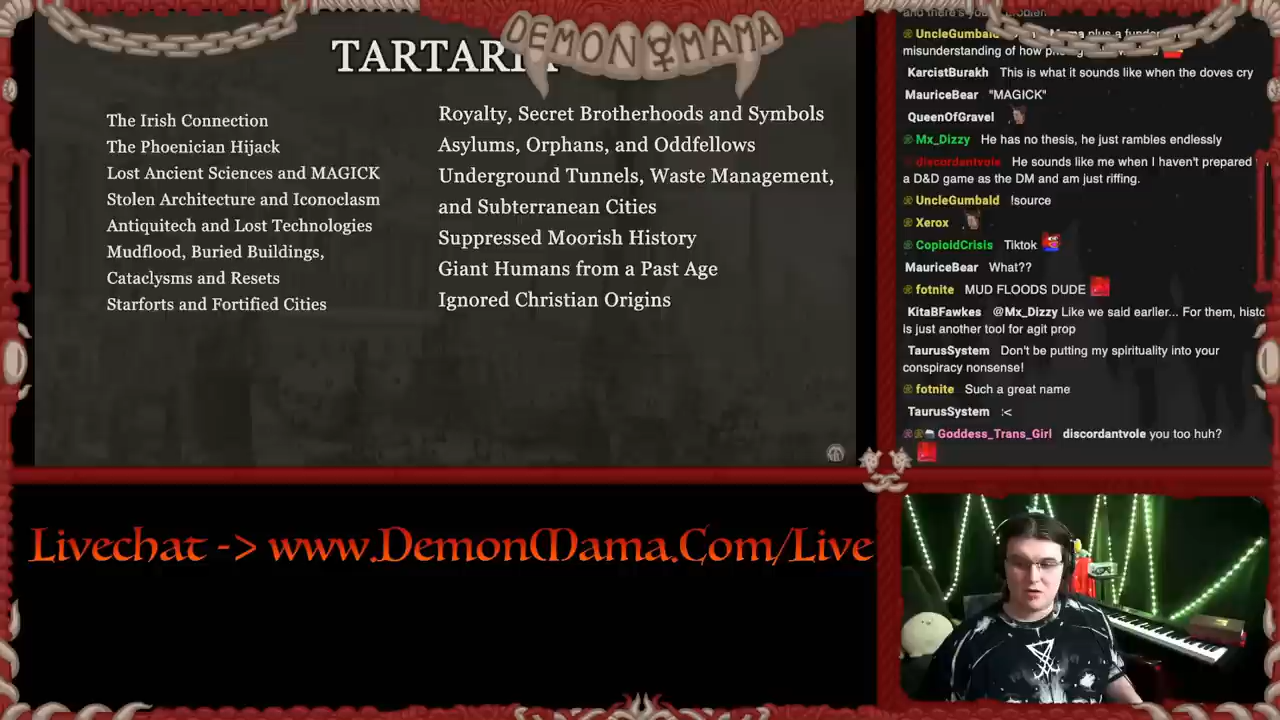 DEMON MAMA
The Irish Connection
The Phoenician Hijack
Lost Ancient Sciences and MAGICK
Stolen Architecture and Iconoclasm
Antiquitech and Lost Technologies
Mudflood, Buried Buildings,
Cataclysms and Resets
Starforts and Fortified Cities
Royalty, Secret Brotherhoods and Symbols
Asylums, Orphans, and Oddfellows
Underground Tunnels, Waste Management,
and Subterranean Cities
Suppressed Moorish History
Giant Humans from a Past Age
Ignored Christian Origins
UncleGumbald
misunderstanding of how
KarcistBurakh This is what it sounds like when the doves cry
MauriceBear "MAGICK"
QueenOfGravel
Mx_Dizzy He has no thesis, he just rambles endlessly
discordantvole He sounds like me when I haven't prepared
a D&D game as the DM and am just riffing.
UncleGumbald !source
Xerox
CopioidCrisis Tiktok
MauriceBear What??
fotnite MUD FLOODS DUDE
KitaBFawkes @Mx_Dizzy Like we said earlier... For them,
is just another tool for agit prop
TaurusSystem Don't be putting my spirituality into your
conspiracy nonsense!
fotnite Such a great name
TaurusSystem :<
Goddess_Trans_Girl discordantvole you too huh?
Livechat -> www.DemonMama.Com/Live